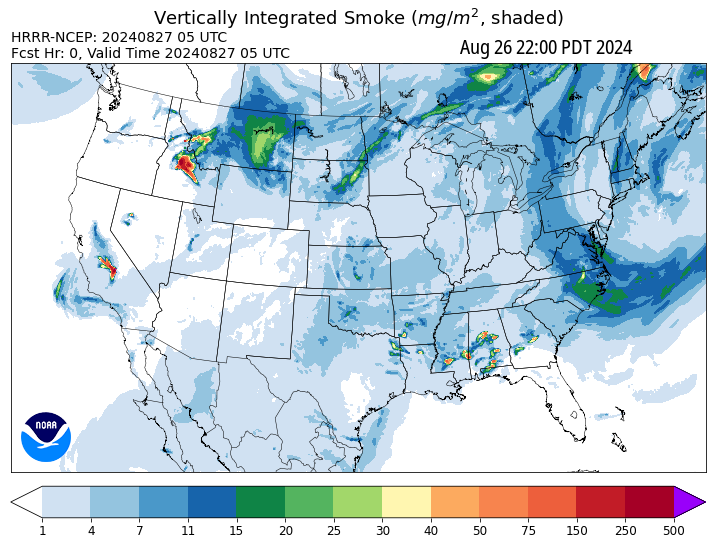 Vertically Integrated Smoke (mg/m², shaded)
HRRR-NCEP: 20240827 05 UTC
Fcst Hr: 0, Valid Time 20240827 05 UTC
Aug 26 22:00 PDT 2024
NOAA
1 4 7 11 15 20 25 30 40 50 75 150 250 500